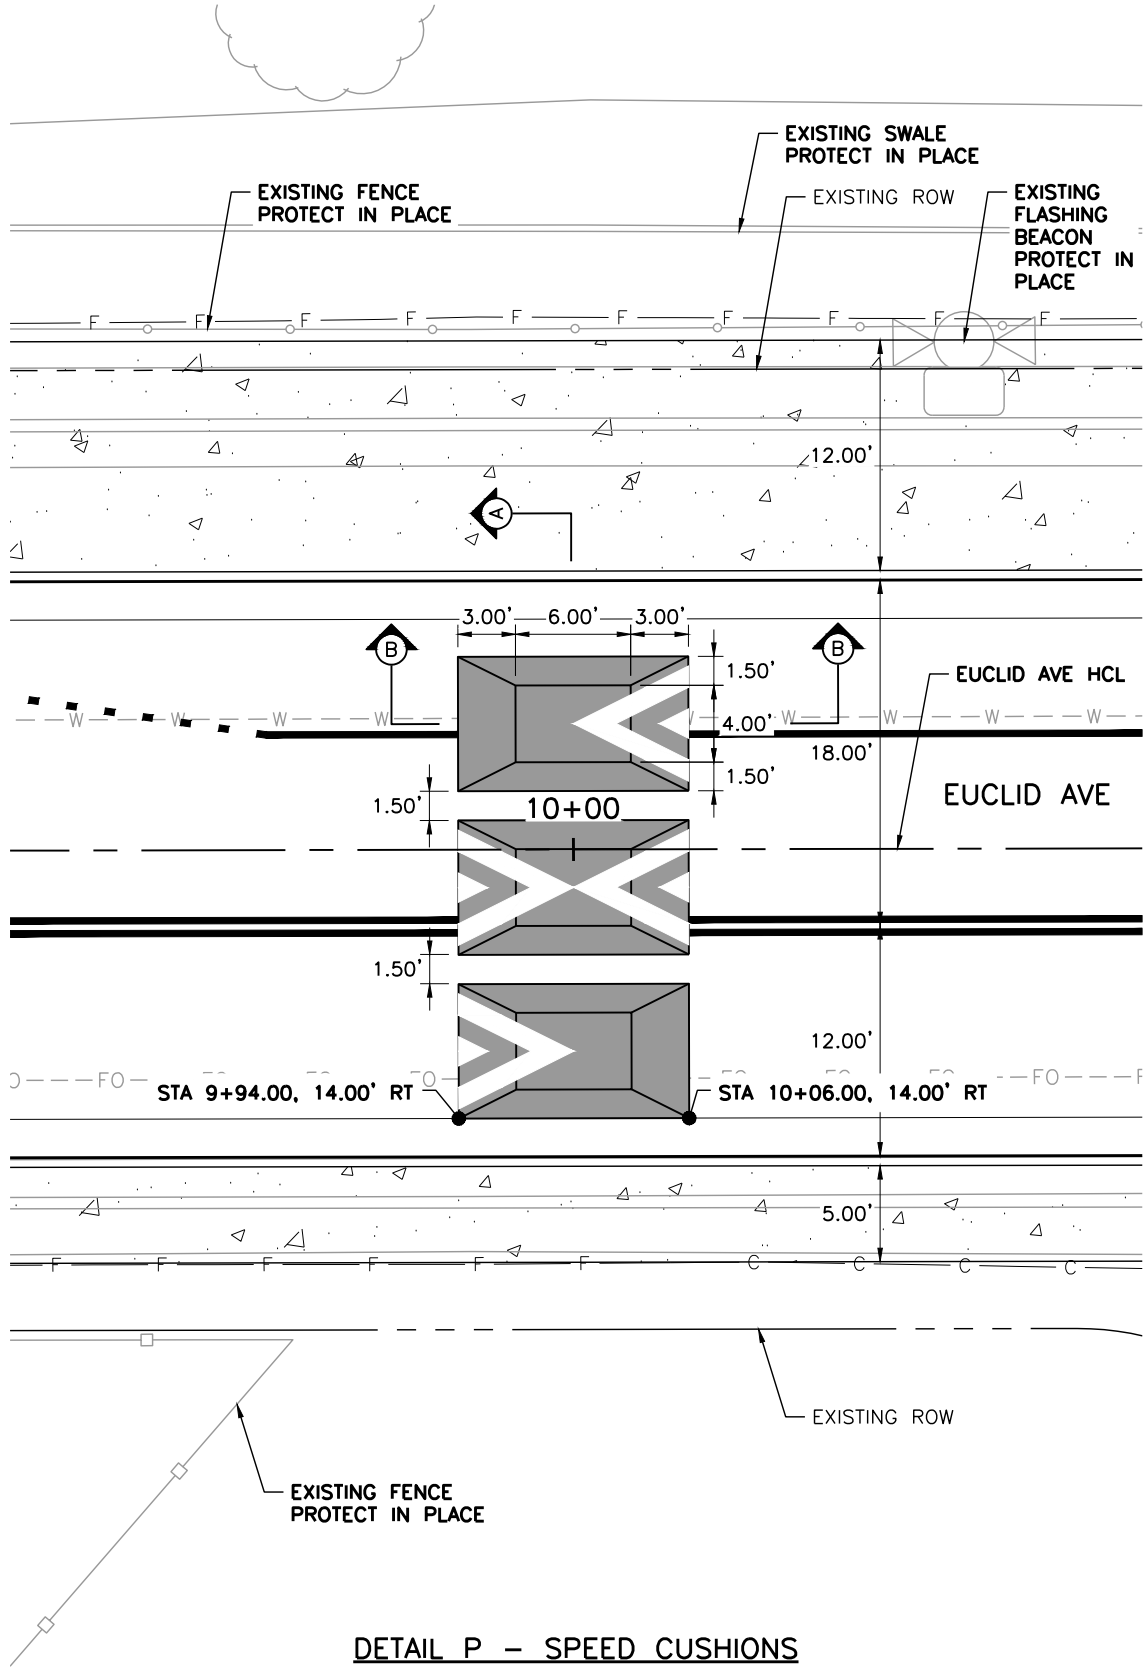 EXISTING SWALE
PROTECT IN PLACE
EXISTING FENCE
PROTECT IN PLACE
EXISTING ROW
EXISTING
FLASHING
BEACON
PROTECT IN
PLACE
F F F F F F F F F F
12.00'
A
3.00' 6.00' 3.00'
B B
1.50'
EUCLID AVE HCL
W W W W W W W W
4.00'
18.00'
1.50'
1.50'
10+00
EUCLID AVE
1.50'
12.00'
FO FO FO
STA 9+94.00, 14.00' RT
STA 10+06.00, 14.00' RT
5.00'
F F F F F F C C C C
EXISTING ROW
EXISTING FENCE
PROTECT IN PLACE
DETAIL P – SPEED CUSHIONS